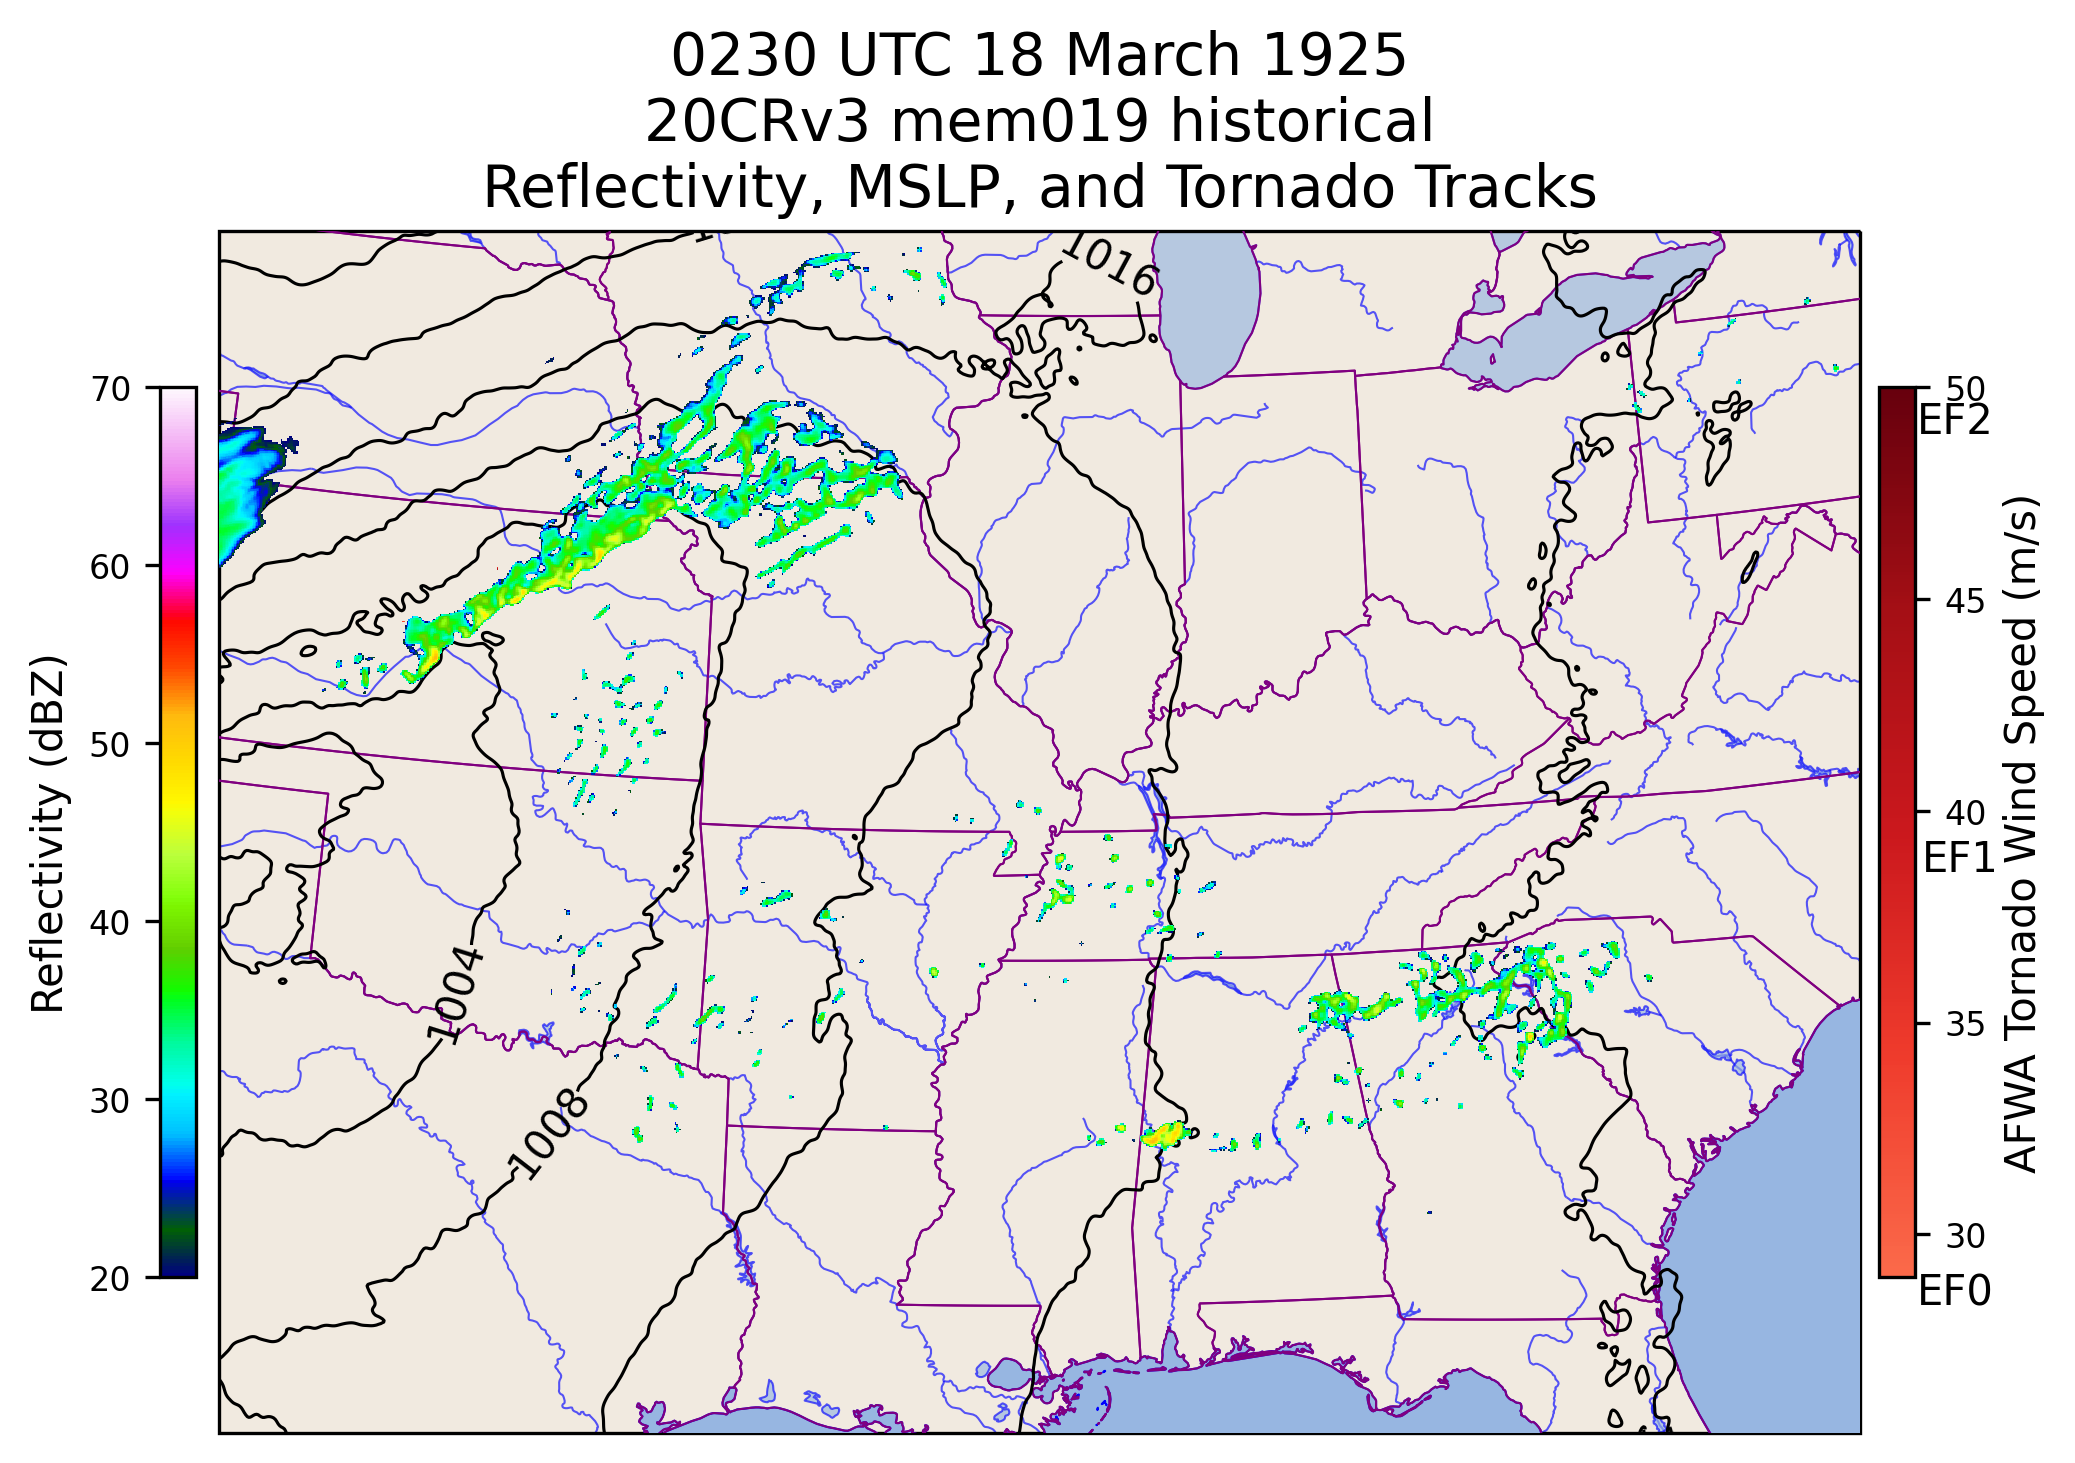 0230 UTC 18 March 1925
20CRv3 mem019 historical
Reflectivity, MSLP, and Tornado Tracks
1016
1004
1008
70
60
50
40
30
20
Reflectivity (dBZ)
50
EF2
45
40
EF1
35
30
EF0
AFWA Tornado Wind Speed (m/s)